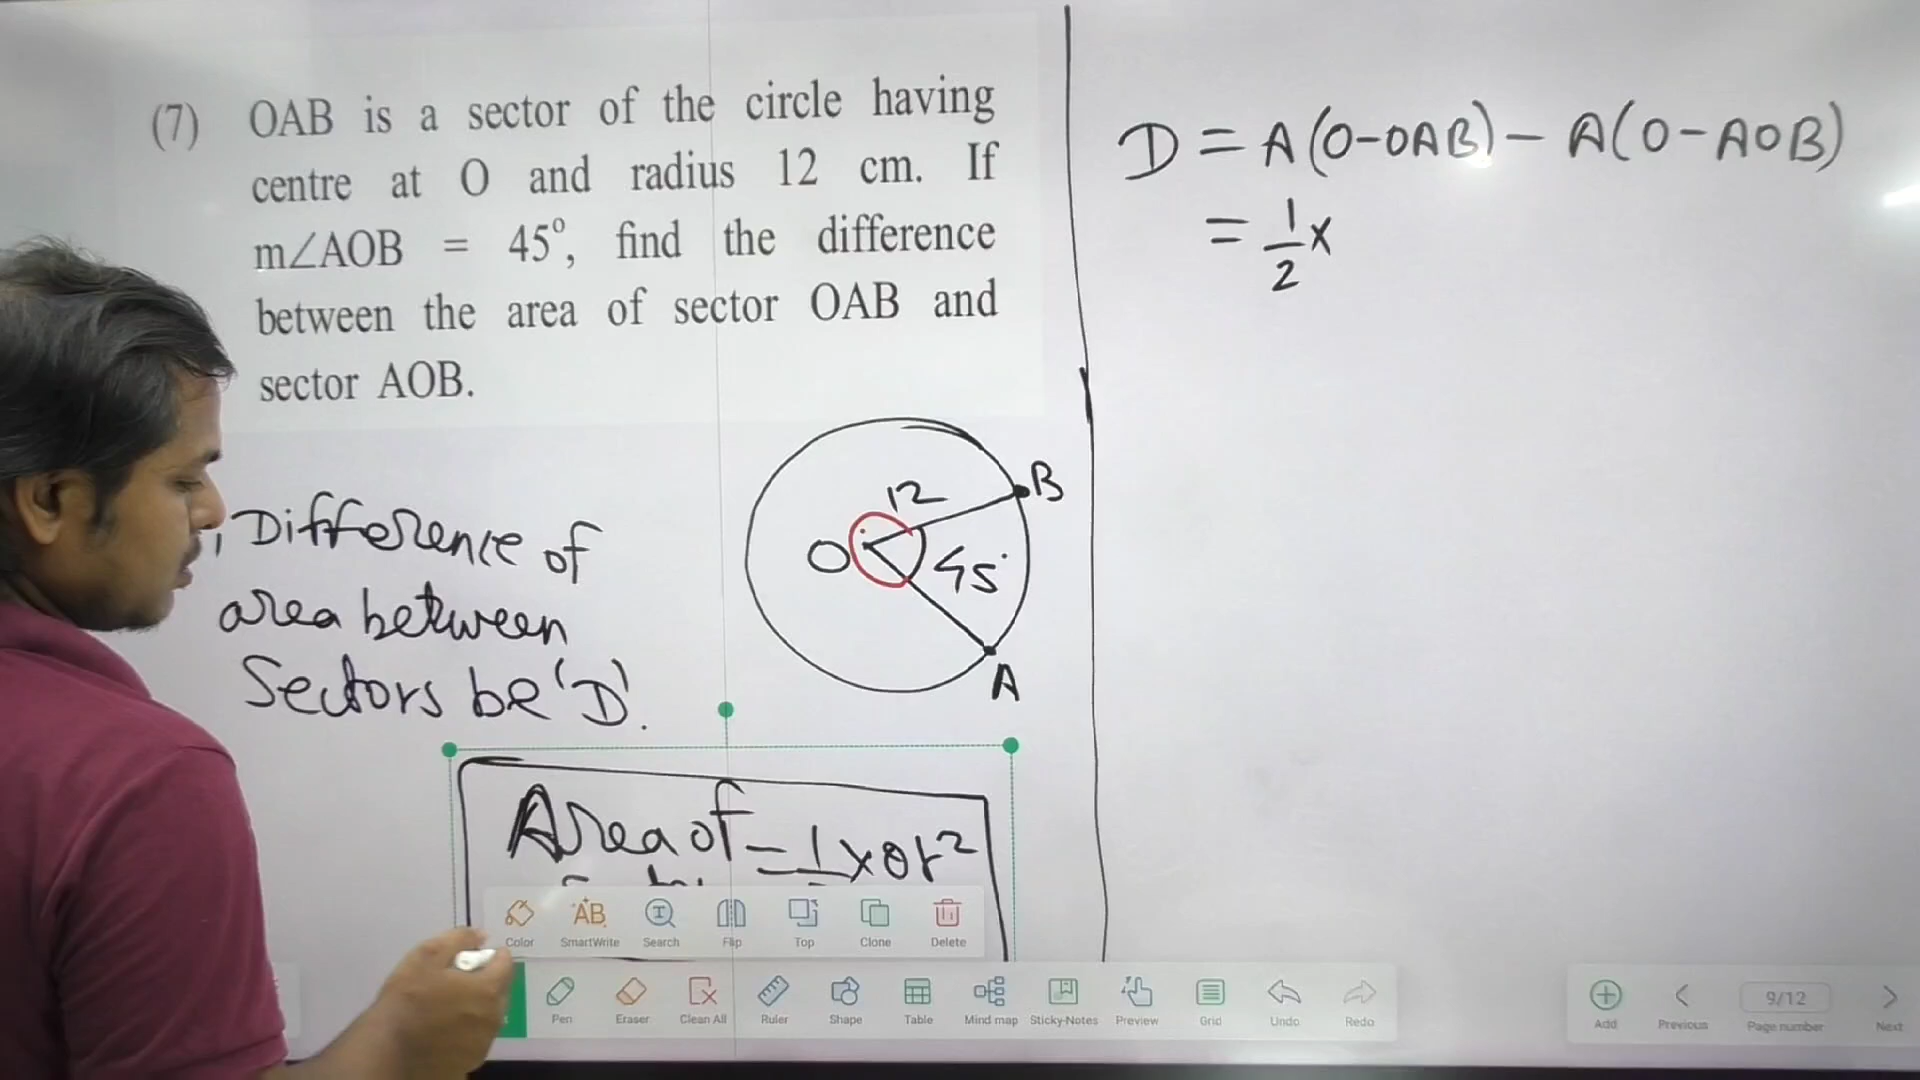 (7) OAB is a sector of the circle having
centre at O and radius 12 cm. If
m∠AOB = 45°, find the difference
between the area of sector OAB and
sector AOB.
D = A(O-OAB) - A(O-AOB)
= 1/2 ×
12
B
O
45°
A
Difference of
area between
Sectors be 'D'.
Area of = 1/ × θr²
Color
SmartWrite
Search
Flip
Top
Clone
Delete
Pen
Eraser
Clean All
Ruler
Shape
Table
Mind map
Sticky-Notes
Preview
Grid
Undo
Redo
Add
Previous
9/12
Page number
Next